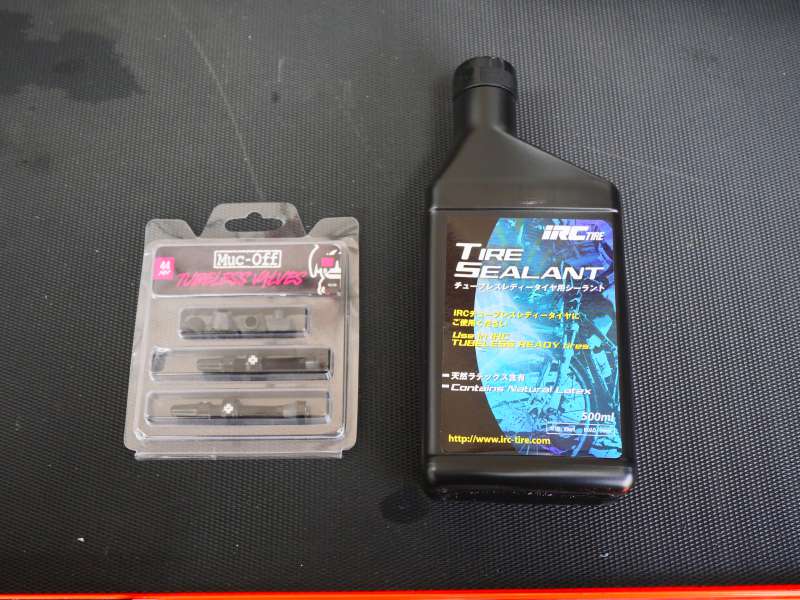 44
Muc-Off
TUBELESS VALVES
iRC TIRE
TIRE
SEALANT
チューブレスレディータイヤ用シーラント
IRCチューブレスレディータイヤに
ご使用ください
Use in IRC
TUBELESS READY tires.
天然ラテックス含有
Contains Natural Latex
500ml
http://www.irc-tire.com